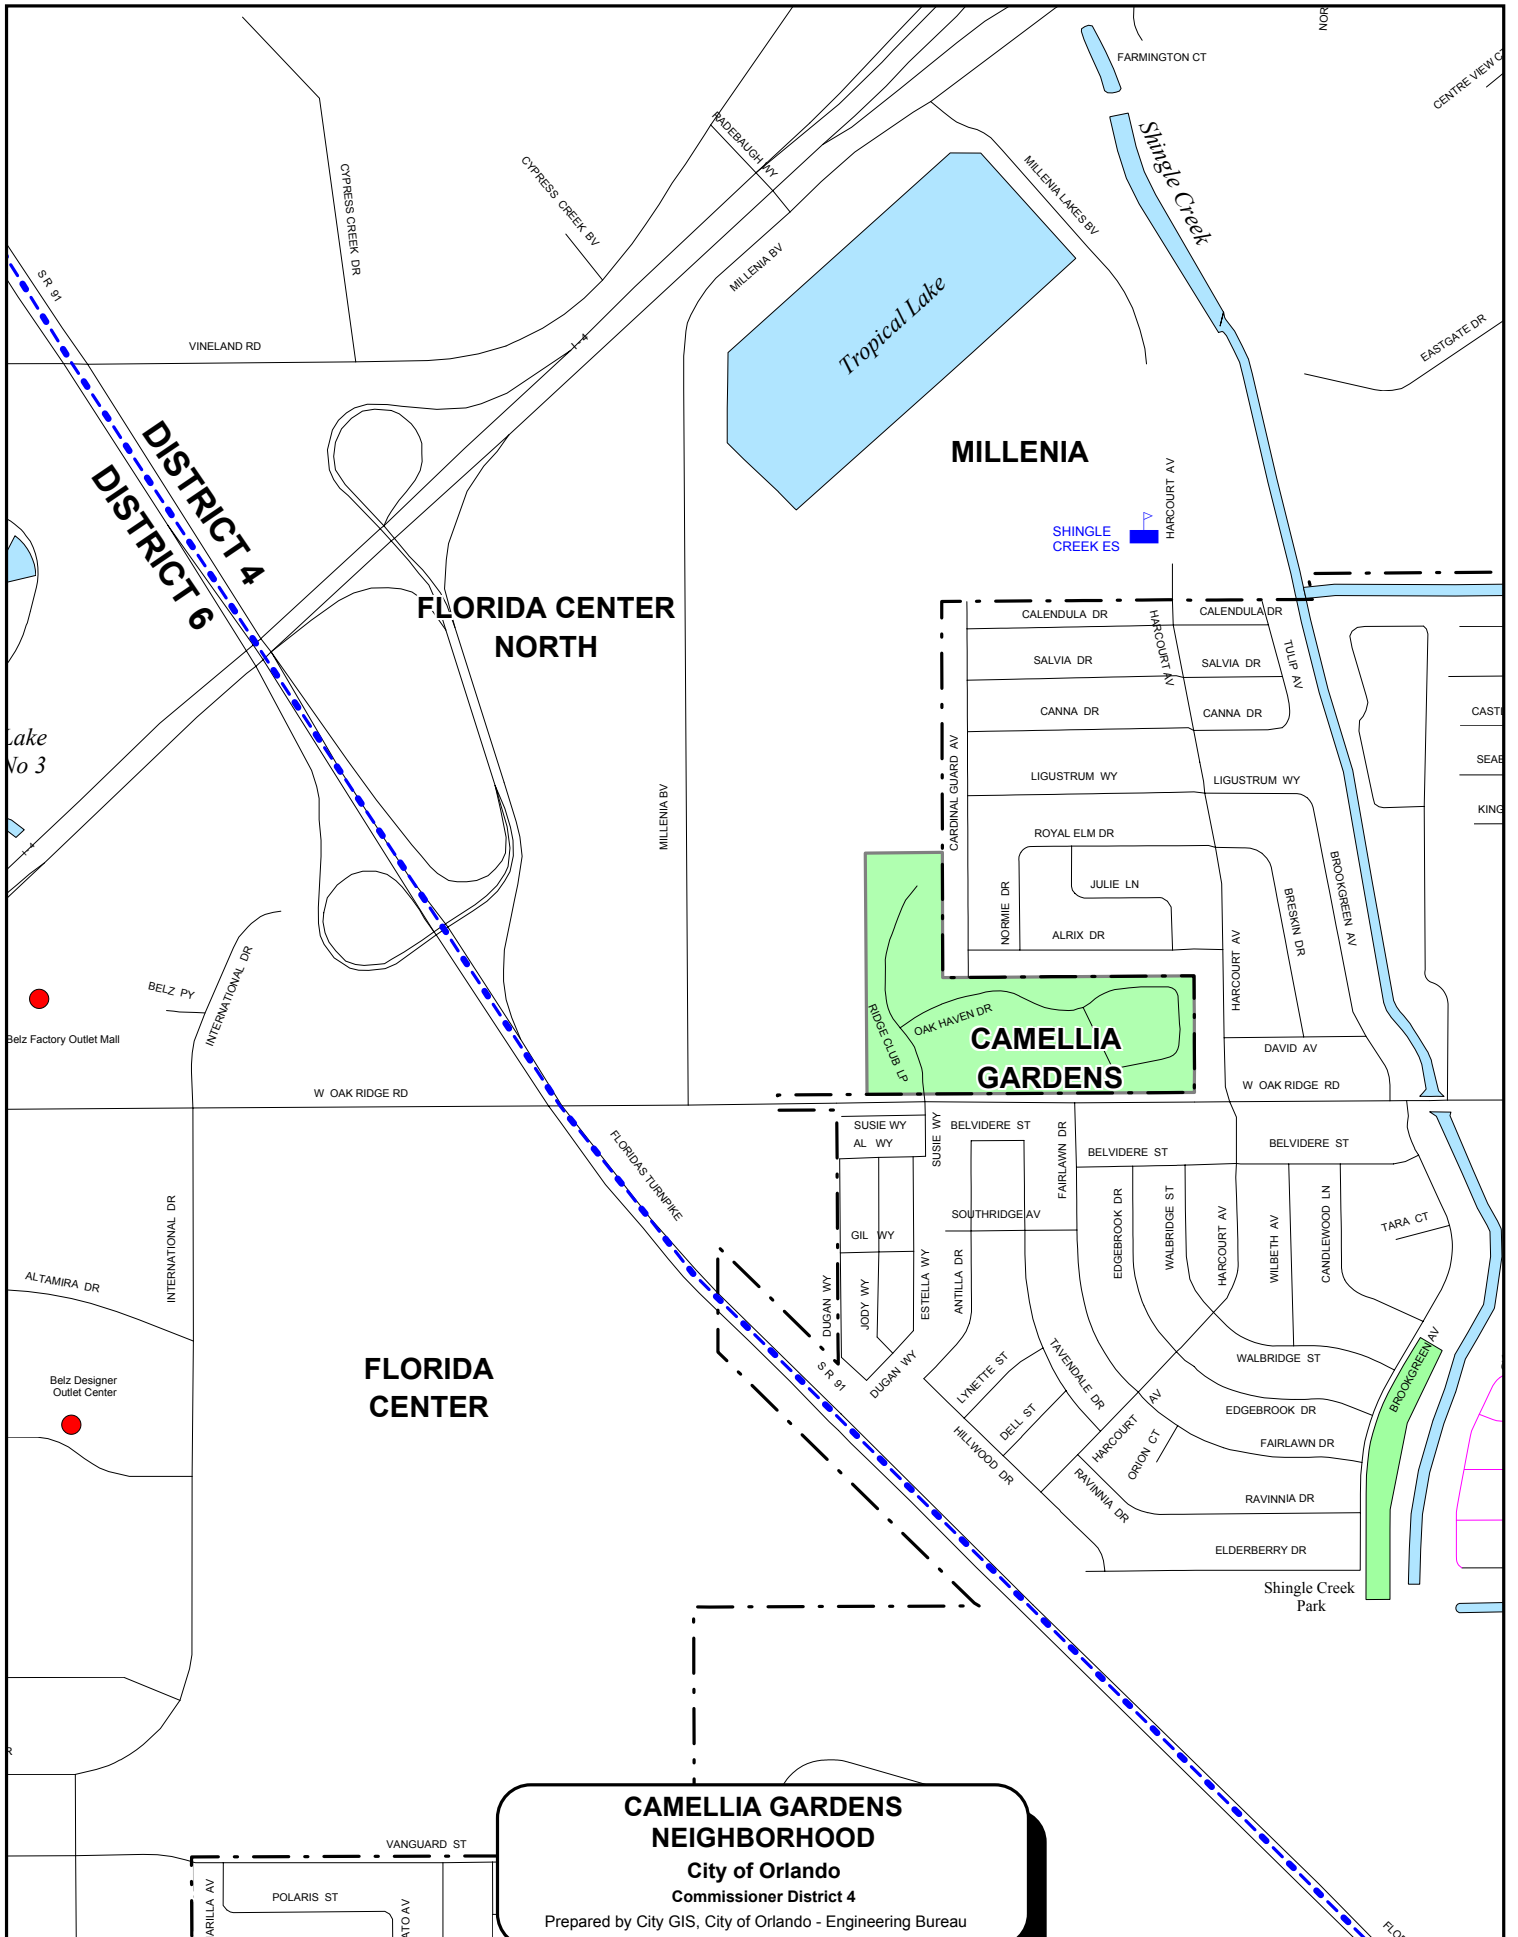 FARMINGTON CT
NOR
CENTRE VIEW C
Shingle Creek
RADEBAUGH WY
CYPRESS CREEK DR
CYPRESS CREEK BV
MILLENIA LAKES BV
MILLENIA BV
S R 91
Tropical Lake
EASTGATE DR
VINELAND RD
I - 4
DISTRICT 4
DISTRICT 6
MILLENIA
HARCOURT AV
SHINGLE
CREEK ES
FLORIDA CENTER
NORTH
CALENDULA DR
CALENDULA DR
HARCOURT AV
TULIP AV
SALVIA DR
SALVIA DR
CANNA DR
CANNA DR
CAST
Lake
No 3
CARDINAL GUARD AV
SEAB
LIGUSTRUM WY
LIGUSTRUM WY
MILLENIA BV
KING
I - 4
ROYAL ELM DR
BROOKGREEN AV
JULIE LN
NORMIE DR
BRESKIN DR
ALRIX DR
HARCOURT AV
INTERNATIONAL DR
BELZ PY
Belz Factory Outlet Mall
RIDGE CLUB LP
OAK HAVEN DR
CAMELLIA
GARDENS
DAVID AV
W OAK RIDGE RD
W OAK RIDGE RD
SUSIE WY
AL WY
SUSIE WY
BELVIDERE ST
FAIRLAWN DR
BELVIDERE ST
BELVIDERE ST
FLORIDAS TURNPIKE
INTERNATIONAL DR
SOUTHRIDGE AV
EDGEBROOK DR
WALBRIDGE ST
HARCOURT AV
WILBETH AV
CANDLEWOOD LN
TARA CT
GIL WY
ALTAMIRA DR
DUGAN WY
JODY WY
ESTELLA WY
ANTILLA DR
FLORIDA
CENTER
S R 91
DUGAN WY
LYNETTE ST
TAVENDALE DR
WALBRIDGE ST
BROOKGREEN AV
Belz Designer
Outlet Center
DELL ST
HARCOURT AV
EDGEBROOK DR
HILLWOOD DR
ORION CT
FAIRLAWN DR
RAVINNIA DR
RAVINNIA DR
ELDERBERRY DR
Shingle Creek
Park
R
CAMELLIA GARDENS
NEIGHBORHOOD
City of Orlando
Commissioner District 4
Prepared by City GIS, City of Orlando - Engineering Bureau
VANGUARD ST
POLARIS ST
ARILLA AV
ATO AV
FLO